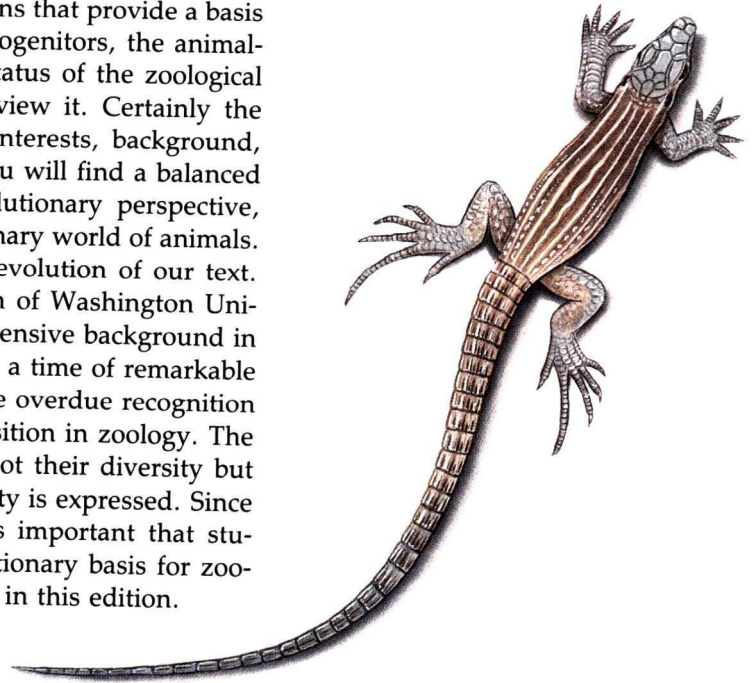 ns that provide a basis
ogenitors, the animal-
tatus of the zoological
view it. Certainly the
nterests, background,
u will find a balanced
lutionary perspective,
nary world of animals.
evolution of our text.
n of Washington Uni-
ensive background in
a time of remarkable
e overdue recognition
sition in zoology. The
ot their diversity but
ty is expressed. Since
s important that stu-
tionary basis for zoo-
in this edition.